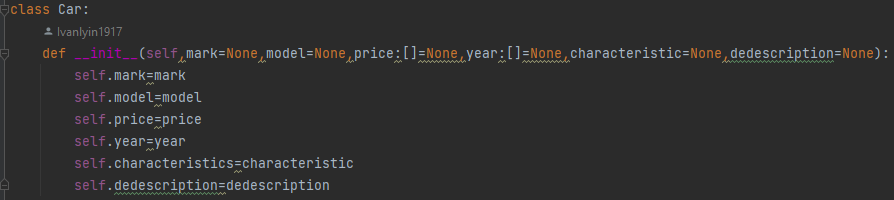 class Car:
Ivanlyin1917
def __init__(self,mark=None,model=None,price:[]=None,year:[]=None,characteristic=None,dedescription=None):
self.mark=mark
self.model=model
self.price=price
self.year=year
self.characteristics=characteristic
self.dedescription=dedescription